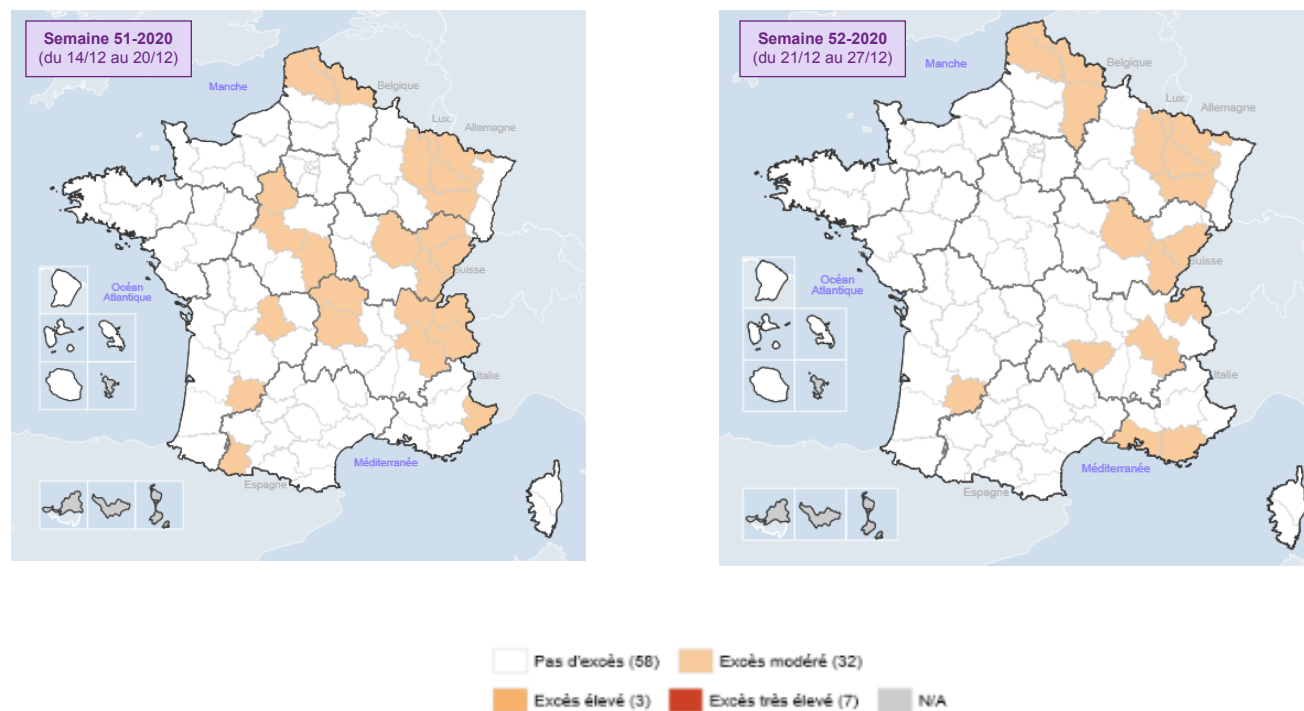 Semaine 51-2020
(du 14/12 au 20/12)
Manche
Belgique
Lux.
Allemagne
Suisse
Océan
Atlantique
Italie
Méditerranée
Espagne
Semaine 52-2020
(du 21/12 au 27/12)
Manche
Belgique
Lux.
Allemagne
Suisse
Océan
Atlantique
Italie
Méditerranée
Espagne
Pas d'excès (58)
Excès modéré (32)
Excès élevé (3)
Excès très élevé (7)
N/A